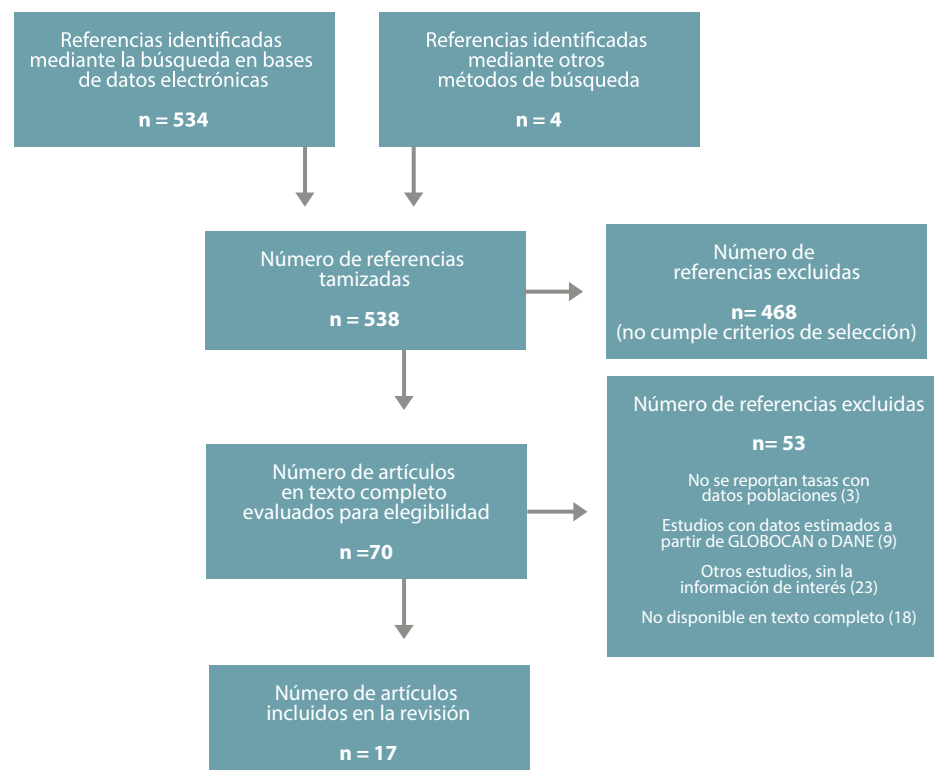 Referencias identificadas
mediante la búsqueda en bases
de datos electrónicas
n = 534
Referencias identificadas
mediante otros
métodos de búsqueda
n = 4
Número de referencias
tamizadas
n = 538
Número de
referencias excluidas
n= 468
(no cumple criterios de selección)
Número de artículos
en texto completo
evaluados para elegibilidad
n =70
Número de referencias excluidas
n= 53
No se reportan tasas con
datos poblaciones (3)
Estudios con datos estimados a
partir de GLOBOCAN o DANE (9)
Otros estudios, sin la
información de interés (23)
No disponible en texto completo (18)
Número de artículos
incluidos en la revisión
n = 17